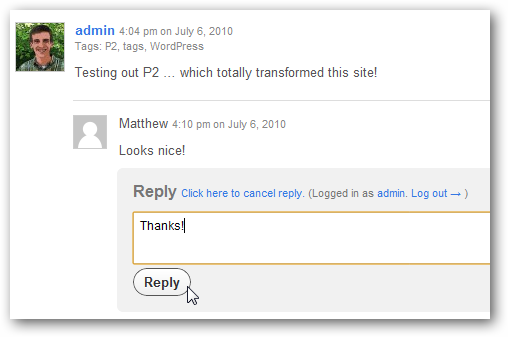 admin 4:04 pm on July 6, 2010
Tags: P2, tags, WordPress
Testing out P2 … which totally transformed this site!
Matthew 4:10 pm on July 6, 2010
Looks nice!
Reply Click here to cancel reply. (Logged in as admin. Log out → )
Thanks!
Reply